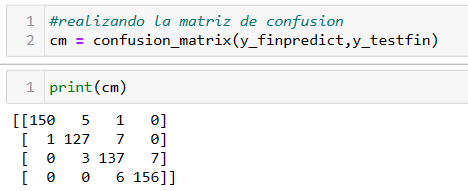 1 #realizando la matriz de confusion
2 cm = confusion_matrix(y_finpredict,y_testfin)
1 print(cm)
[[150   5   1   0]
 [  1 127   7   0]
 [  0   3 137   7]
 [  0   0   6 156]]